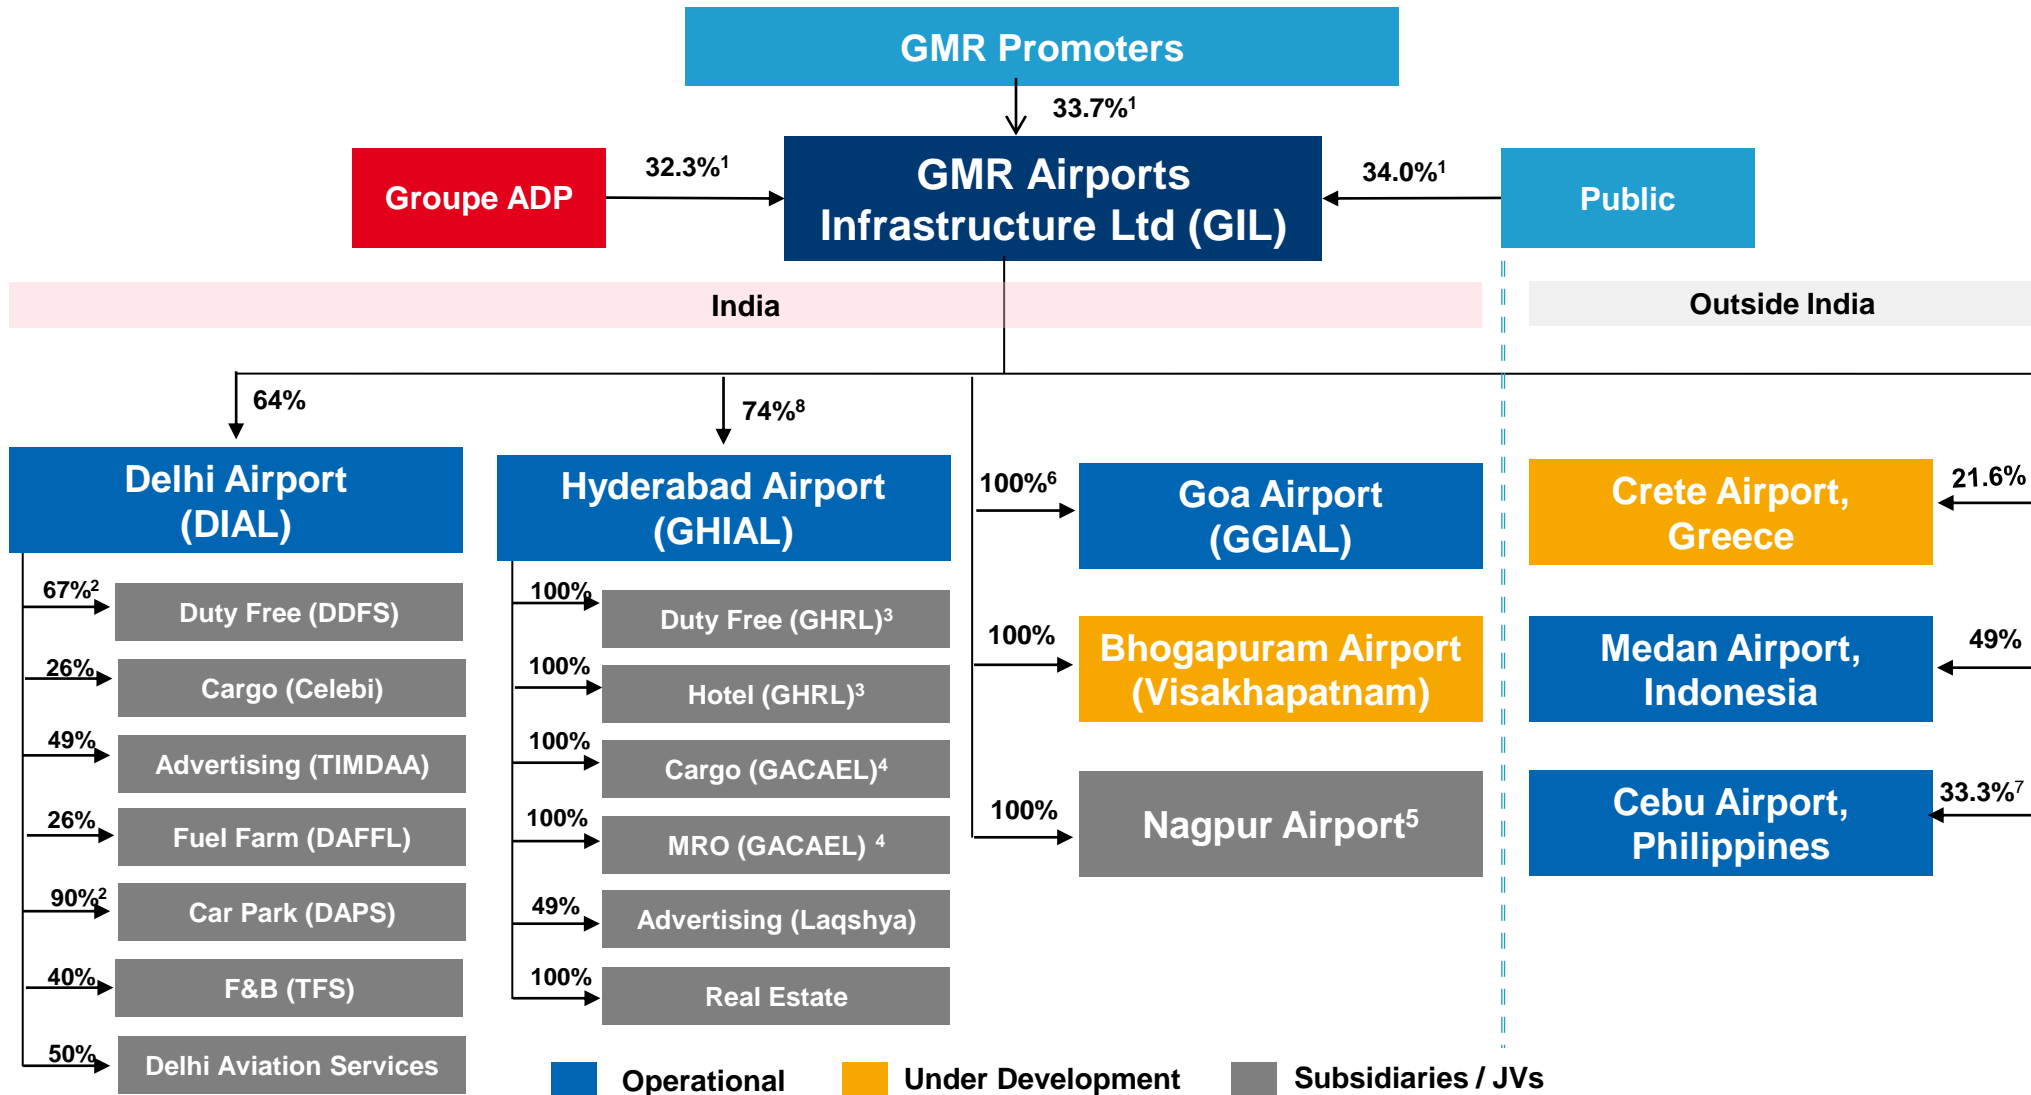 GMR Promoters
33.7%¹
Groupe ADP
32.3%¹
GMR Airports
Infrastructure Ltd (GIL)
34.0%¹
Public
India
Outside India
64%
74%⁸
Delhi Airport
(DIAL)
67%²
Duty Free (DDFS)
26%
Cargo (Celebi)
49%
Advertising (TIMDAA)
26%
Fuel Farm (DAFFL)
90%²
Car Park (DAPS)
40%
F&B (TFS)
50%
Delhi Aviation Services
Hyderabad Airport
(GHIAL)
100%
Duty Free (GHRL)³
100%
Hotel (GHRL)³
100%
Cargo (GACAEL)⁴
100%
MRO (GACAEL) ⁴
49%
Advertising (Laqshya)
100%
Real Estate
100%⁶
Goa Airport
(GGIAL)
100%
Bhogapuram Airport
(Visakhapatnam)
100%
Nagpur Airport⁵
Crete Airport,
Greece
21.6%
Medan Airport,
Indonesia
49%
Cebu Airport,
Philippines
33.3%⁷
Operational
Under Development
Subsidiaries / JVs